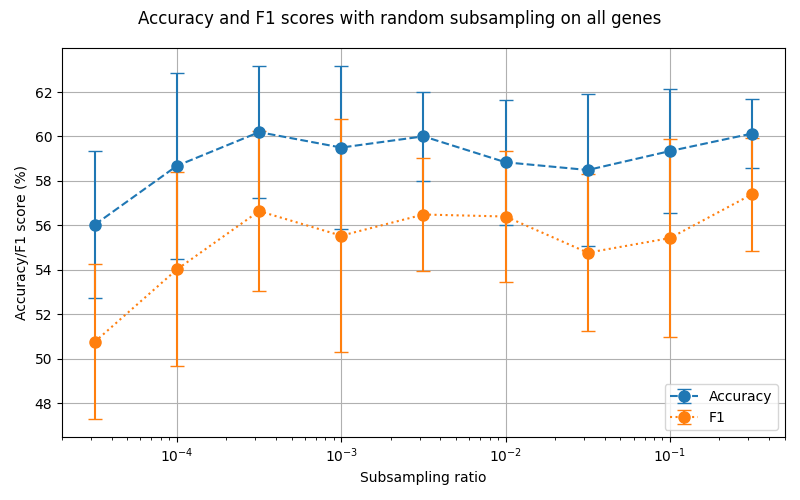 Accuracy and F1 scores with random subsampling on all genes
Accuracy/F1 score (%)
62
60
58
56
54
52
50
48
10⁻⁴
10⁻³
10⁻²
10⁻¹
Subsampling ratio
Accuracy
F1